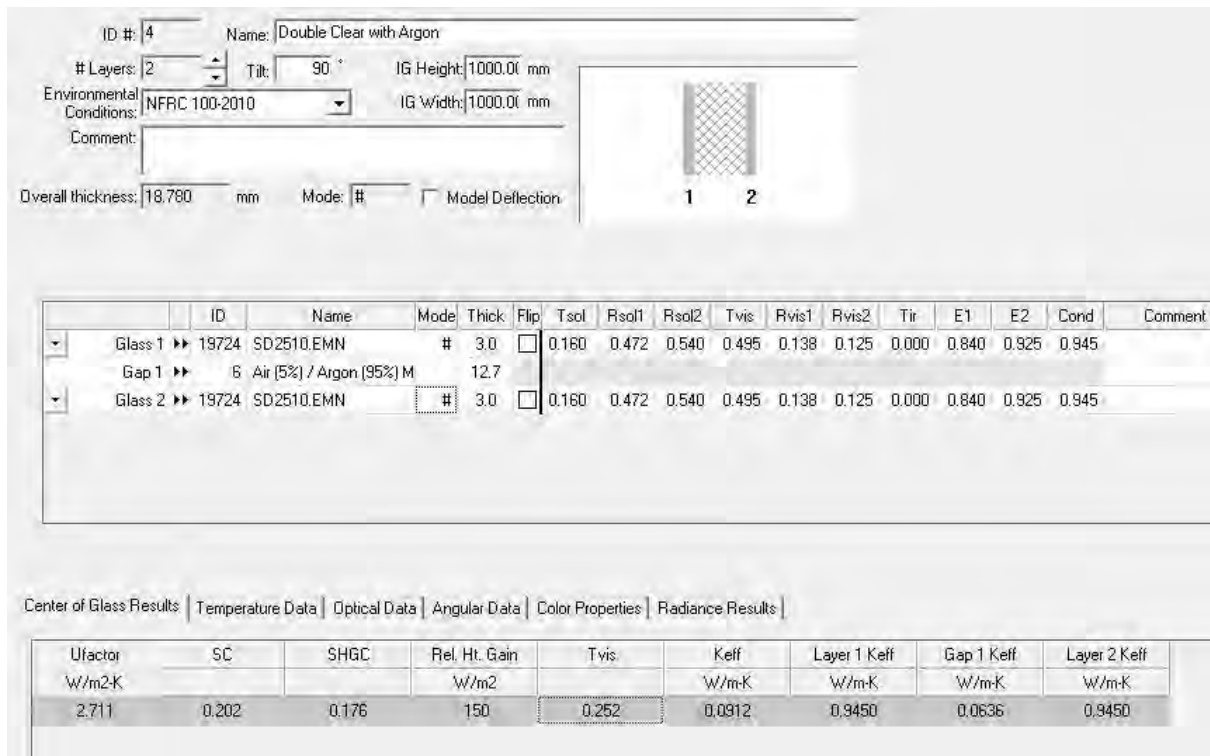 ID #: 4 Name: Double Clear with Argon
# Layers: 2 Tilt: 90 ° IG Height: 1000.0( mm
Environmental Conditions: NFRC 100-2010 IG Width: 1000.0( mm
Comment:
Overall thickness: 18.780 mm Mode: # Model Deflection
1 2
ID Name Mode Thick Flip Tsol Rsol1 Rsol2 Tvis Rvis1 Rvis2 Tir E1 E2 Cond Comment
Glass 1 ▶▶ 19724 SD2510.EMN # 3.0 0.160 0.472 0.540 0.495 0.138 0.125 0.000 0.840 0.925 0.945
Gap 1 ▶▶ 6 Air (5%) / Argon (95%) M 12.7
Glass 2 ▶▶ 19724 SD2510.EMN # 3.0 0.160 0.472 0.540 0.495 0.138 0.125 0.000 0.840 0.925 0.945
Center of Glass Results Temperature Data Optical Data Angular Data Color Properties Radiance Results
Ufactor SC SHGC Rel. Ht. Gain Tvis Keff Layer 1 Keff Gap 1 Keff Layer 2 Keff
W/m2-K W/m2 W/m-K W/m-K W/m-K W/m-K
2.711 0.202 0.176 150 0.252 0.0912 0.9450 0.0636 0.9450